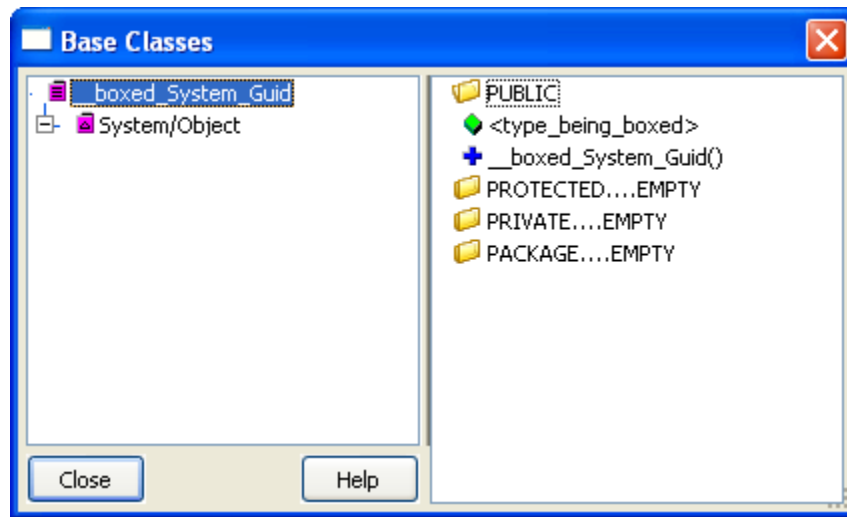 Base Classes
__boxed_System_Guid
System/Object
PUBLIC
<type_being_boxed>
__boxed_System_Guid()
PROTECTED....EMPTY
PRIVATE....EMPTY
PACKAGE....EMPTY
Close
Help